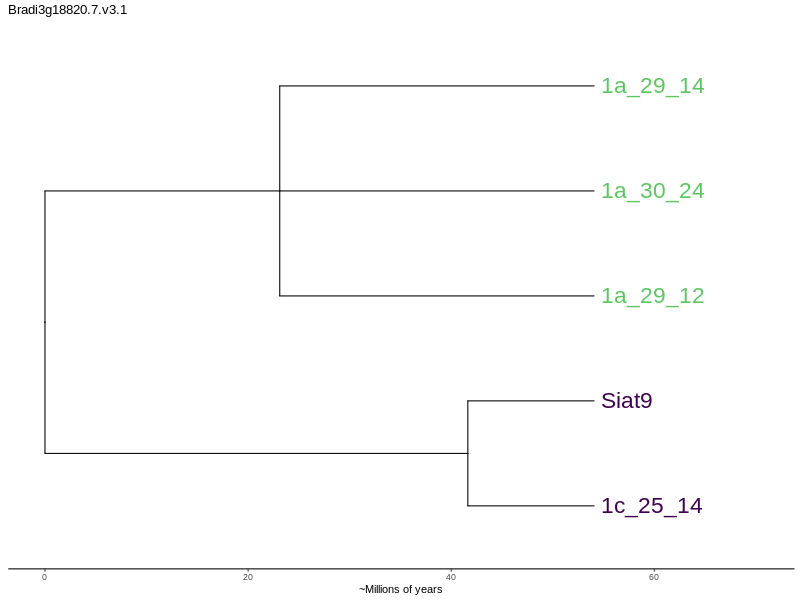 Bradi3g18820.7.v3.1
1a_29_14
1a_30_24
1a_29_12
Siat9
1c_25_14
0 20 40 60
~Millions of years